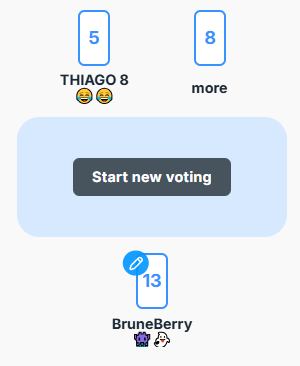 5
8
THIAGO 8
😂😂
more
Start new voting
13
BruneBerry